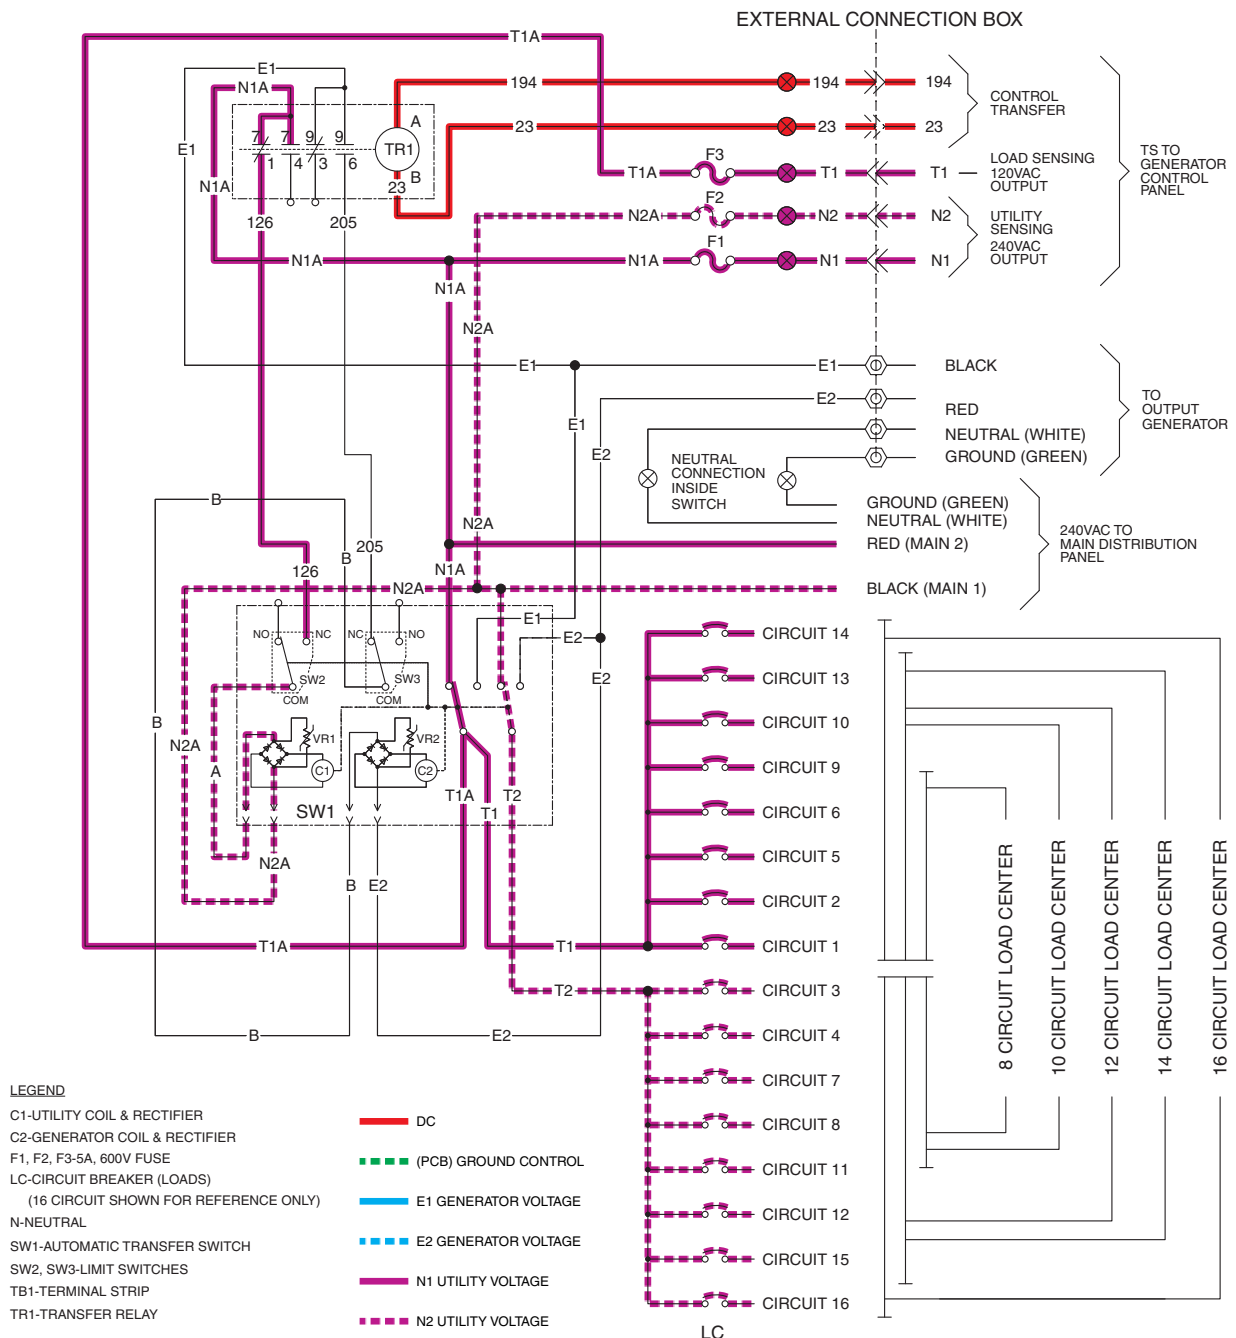 EXTERNAL CONNECTION BOX
T1A
E1
N1A
194
194
194
CONTROL
TRANSFER
A
23
23
23
7
7
9
9
TR1
E1
1
4
3
6
B
F3
TS TO
GENERATOR
CONTROL
PANEL
LOAD SENSING
120VAC
OUTPUT
T1A
T1
T1
N1A
23
F2
126
205
N2A
N2
N2
UTILITY
SENSING
240VAC
OUTPUT
F1
N1A
N1A
N1
N1
N1A
N2A
E1
E1
BLACK
E2
RED
TO
OUTPUT
GENERATOR
E1
NEUTRAL (WHITE)
E2
GROUND (GREEN)
NEUTRAL
CONNECTION
INSIDE
SWITCH
B
GROUND (GREEN)
NEUTRAL (WHITE)
N2A
205
B
RED (MAIN 2)
240VAC TO
MAIN DISTRIBUTION
PANEL
126
N1A
N2A
BLACK (MAIN 1)
E1
NO
NC
NC
NO
E2
CIRCUIT 14
SW2
SW3
E2
CIRCUIT 13
COM
COM
B
CIRCUIT 10
N2A
VR1
VR2
A
C1
C2
CIRCUIT 9
T1A
T2
SW1
T1
CIRCUIT 6
N2A
CIRCUIT 5
B
E2
CIRCUIT 2
T1A
T1
CIRCUIT 1
T2
CIRCUIT 3
B
E2
CIRCUIT 4
CIRCUIT 7
CIRCUIT 8
CIRCUIT 11
CIRCUIT 12
CIRCUIT 15
CIRCUIT 16
LC
8 CIRCUIT LOAD CENTER
10 CIRCUIT LOAD CENTER
12 CIRCUIT LOAD CENTER
14 CIRCUIT LOAD CENTER
16 CIRCUIT LOAD CENTER
LEGEND
C1-UTILITY COIL & RECTIFIER
C2-GENERATOR COIL & RECTIFIER
F1, F2, F3-5A, 600V FUSE
LC-CIRCUIT BREAKER (LOADS)
(16 CIRCUIT SHOWN FOR REFERENCE ONLY)
N-NEUTRAL
SW1-AUTOMATIC TRANSFER SWITCH
SW2, SW3-LIMIT SWITCHES
TB1-TERMINAL STRIP
TR1-TRANSFER RELAY
DC
(PCB) GROUND CONTROL
E1 GENERATOR VOLTAGE
E2 GENERATOR VOLTAGE
N1 UTILITY VOLTAGE
N2 UTILITY VOLTAGE